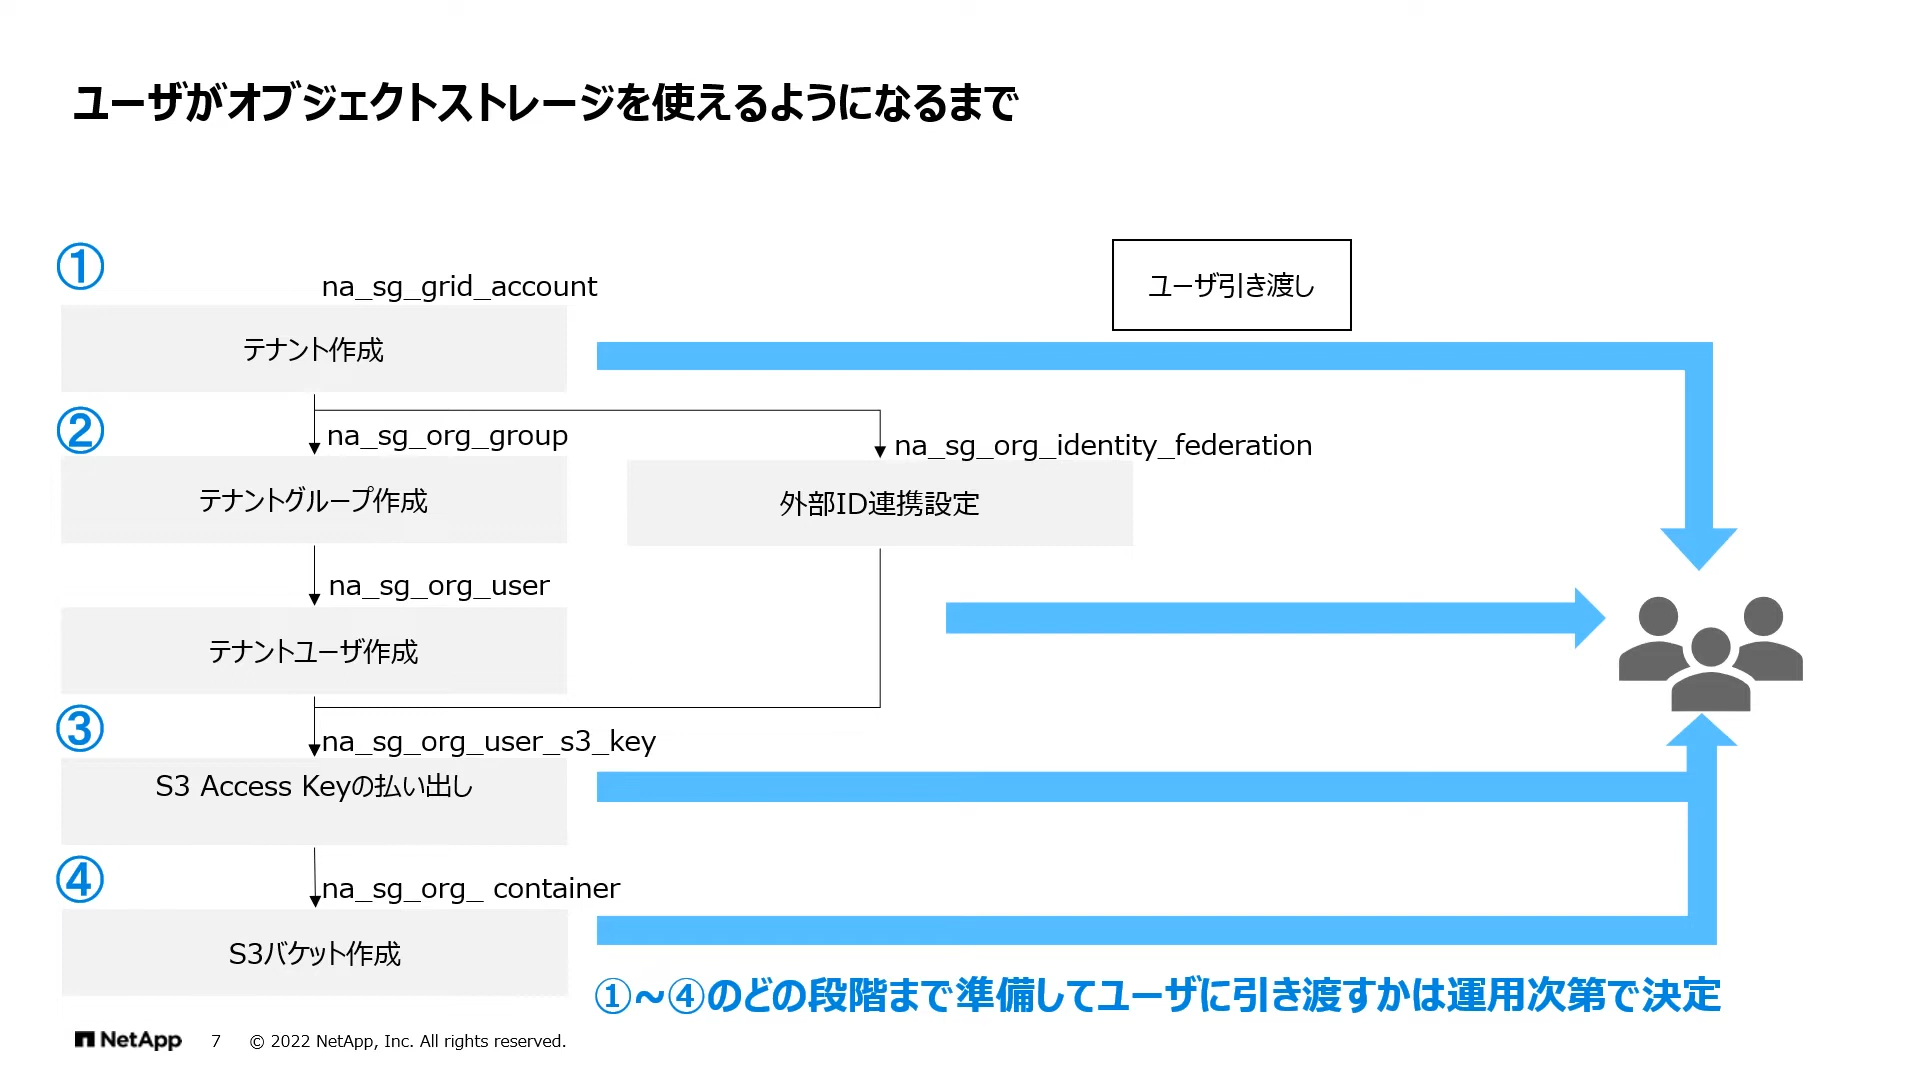 ユーザがオブジェクトストレージを使えるようになるまで
①
na_sg_grid_account
ユーザ引き渡し
テナント作成
②
na_sg_org_group
na_sg_org_identity_federation
テナントグループ作成
外部ID連携設定
na_sg_org_user
テナントユーザ作成
③
na_sg_org_user_s3_key
S3 Access Keyの払い出し
④
na_sg_org_ container
S3バケット作成
①~④のどの段階まで準備してユーザに引き渡すかは運用次第で決定
NetApp
7
© 2022 NetApp, Inc. All rights reserved.